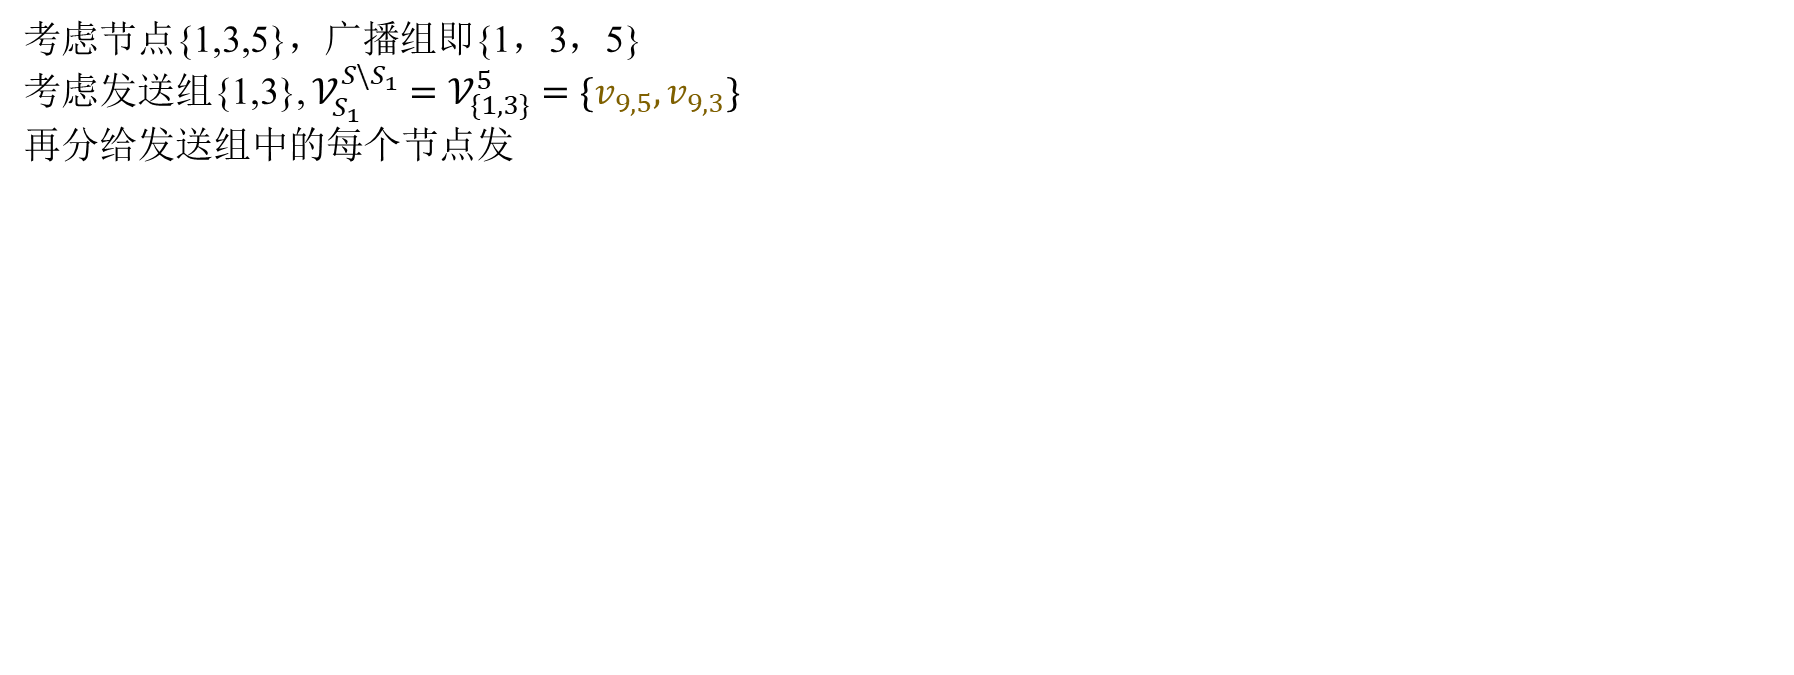 考虑节点{1,3,5}，广播组即{1，3，5}
考虑发送组{1,3}, $\mathcal{V}_{S_1}^{S\backslash S_1} = \mathcal{V}_{\{1,3\}}^{5} = \{v_{9,5}, v_{9,3}\}$
再分给发送组中的每个节点发